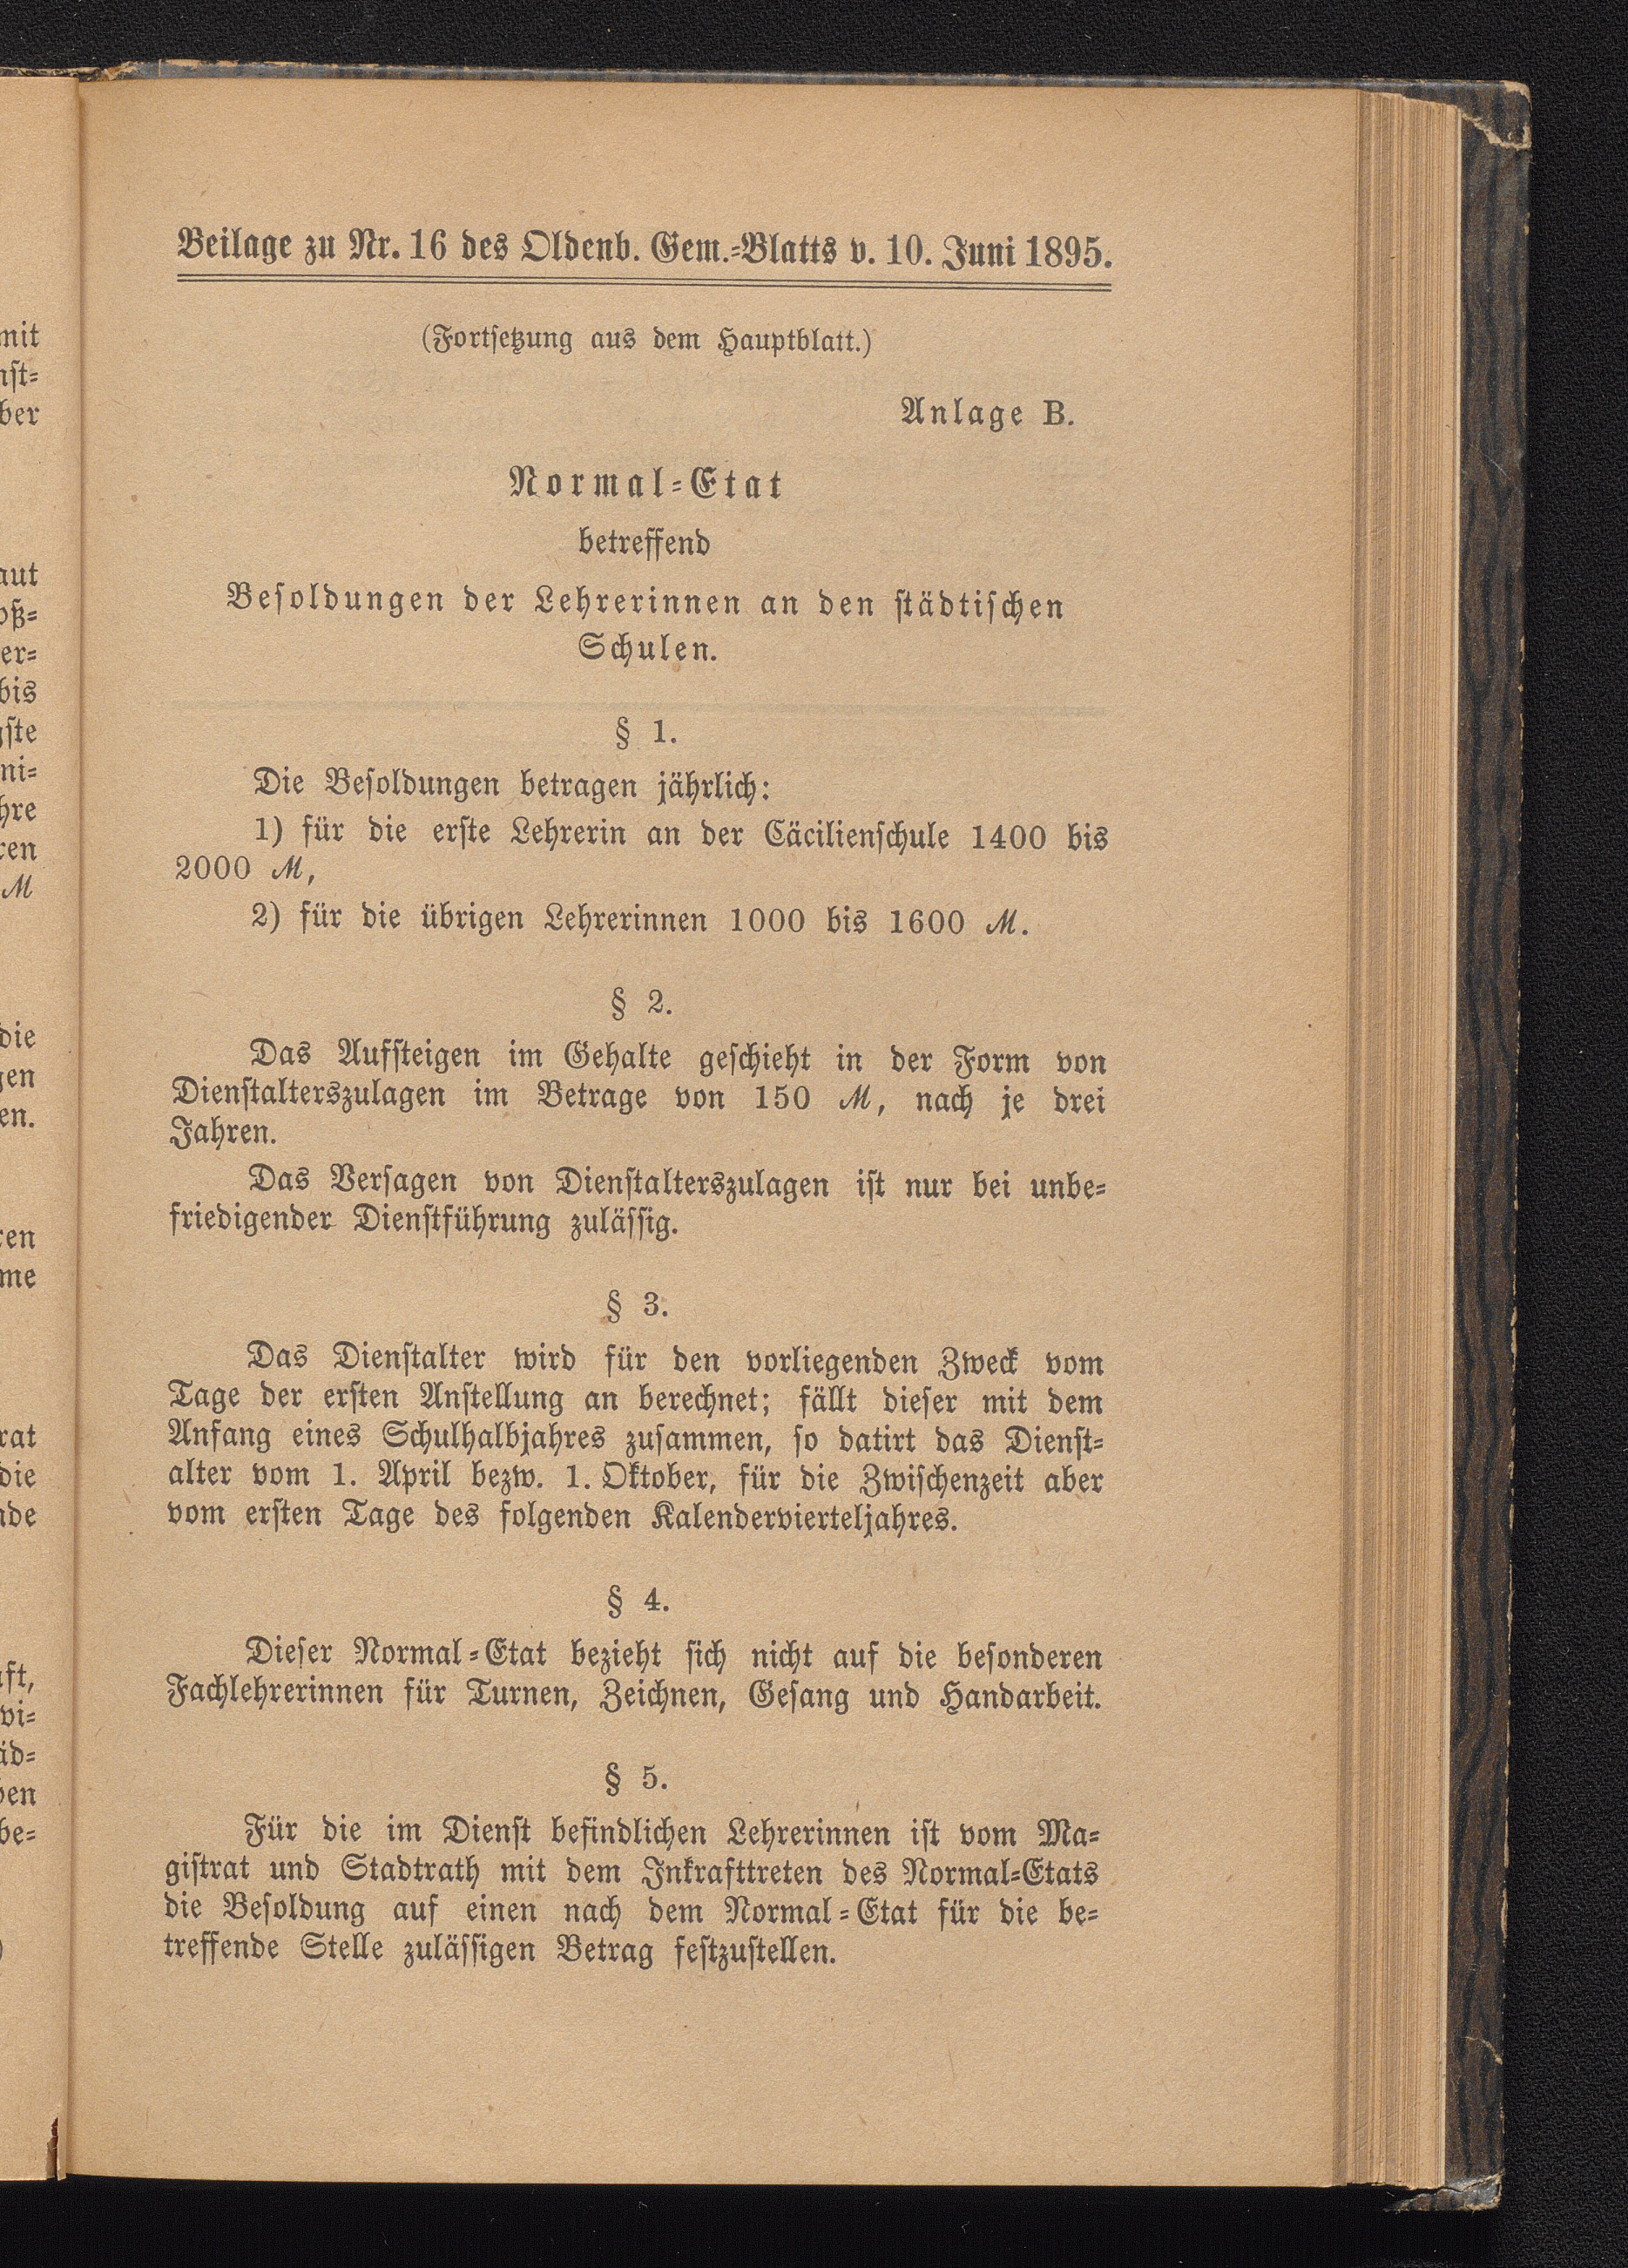 Beilage zu Nr. 16 des Oldenb. Gem.-Blatts v. 10. Juni 1895.
(Fortsetzung aus dem Hauptblatt.)
Anlage B.
Normal-Etat
betreffend
Besoldungen der Lehrerinnen an den städtischen
Schulen.
§ 1.
Die Besoldungen betragen jährlich:
1) für die erste Lehrerin an der Cäcilienschule 1400 bis
2000 M,
2) für die übrigen Lehrerinnen 1000 bis 1600 M.
§ 2.
Das Aufsteigen im Gehalte geschieht in der Form von
Dienstalterszulagen im Betrage von 150 M, nach je drei
Jahren.
Das Versagen von Dienstalterszulagen ist nur bei unbe-
friedigender Dienstführung zulässig.
§ 3.
Das Dienstalter wird für den vorliegenden Zweck vom
Tage der ersten Anstellung an berechnet; fällt dieser mit dem
Anfang eines Schulhalbjahres zusammen, so datirt das Dienst-
alter vom 1. April bezw. 1. Oktober, für die Zwischenzeit aber
vom ersten Tage des folgenden Kalendervierteljahres.
§ 4.
Dieser Normal-Etat bezieht sich nicht auf die besonderen
Fachlehrerinnen für Turnen, Zeichnen, Gesang und Handarbeit.
§ 5.
Für die im Dienst befindlichen Lehrerinnen ist vom Ma-
gistrat und Stadtrath mit dem Inkrafttreten des Normal-Etats
die Besoldung auf einen nach dem Normal-Etat für die be-
treffende Stelle zulässigen Betrag festzustellen.